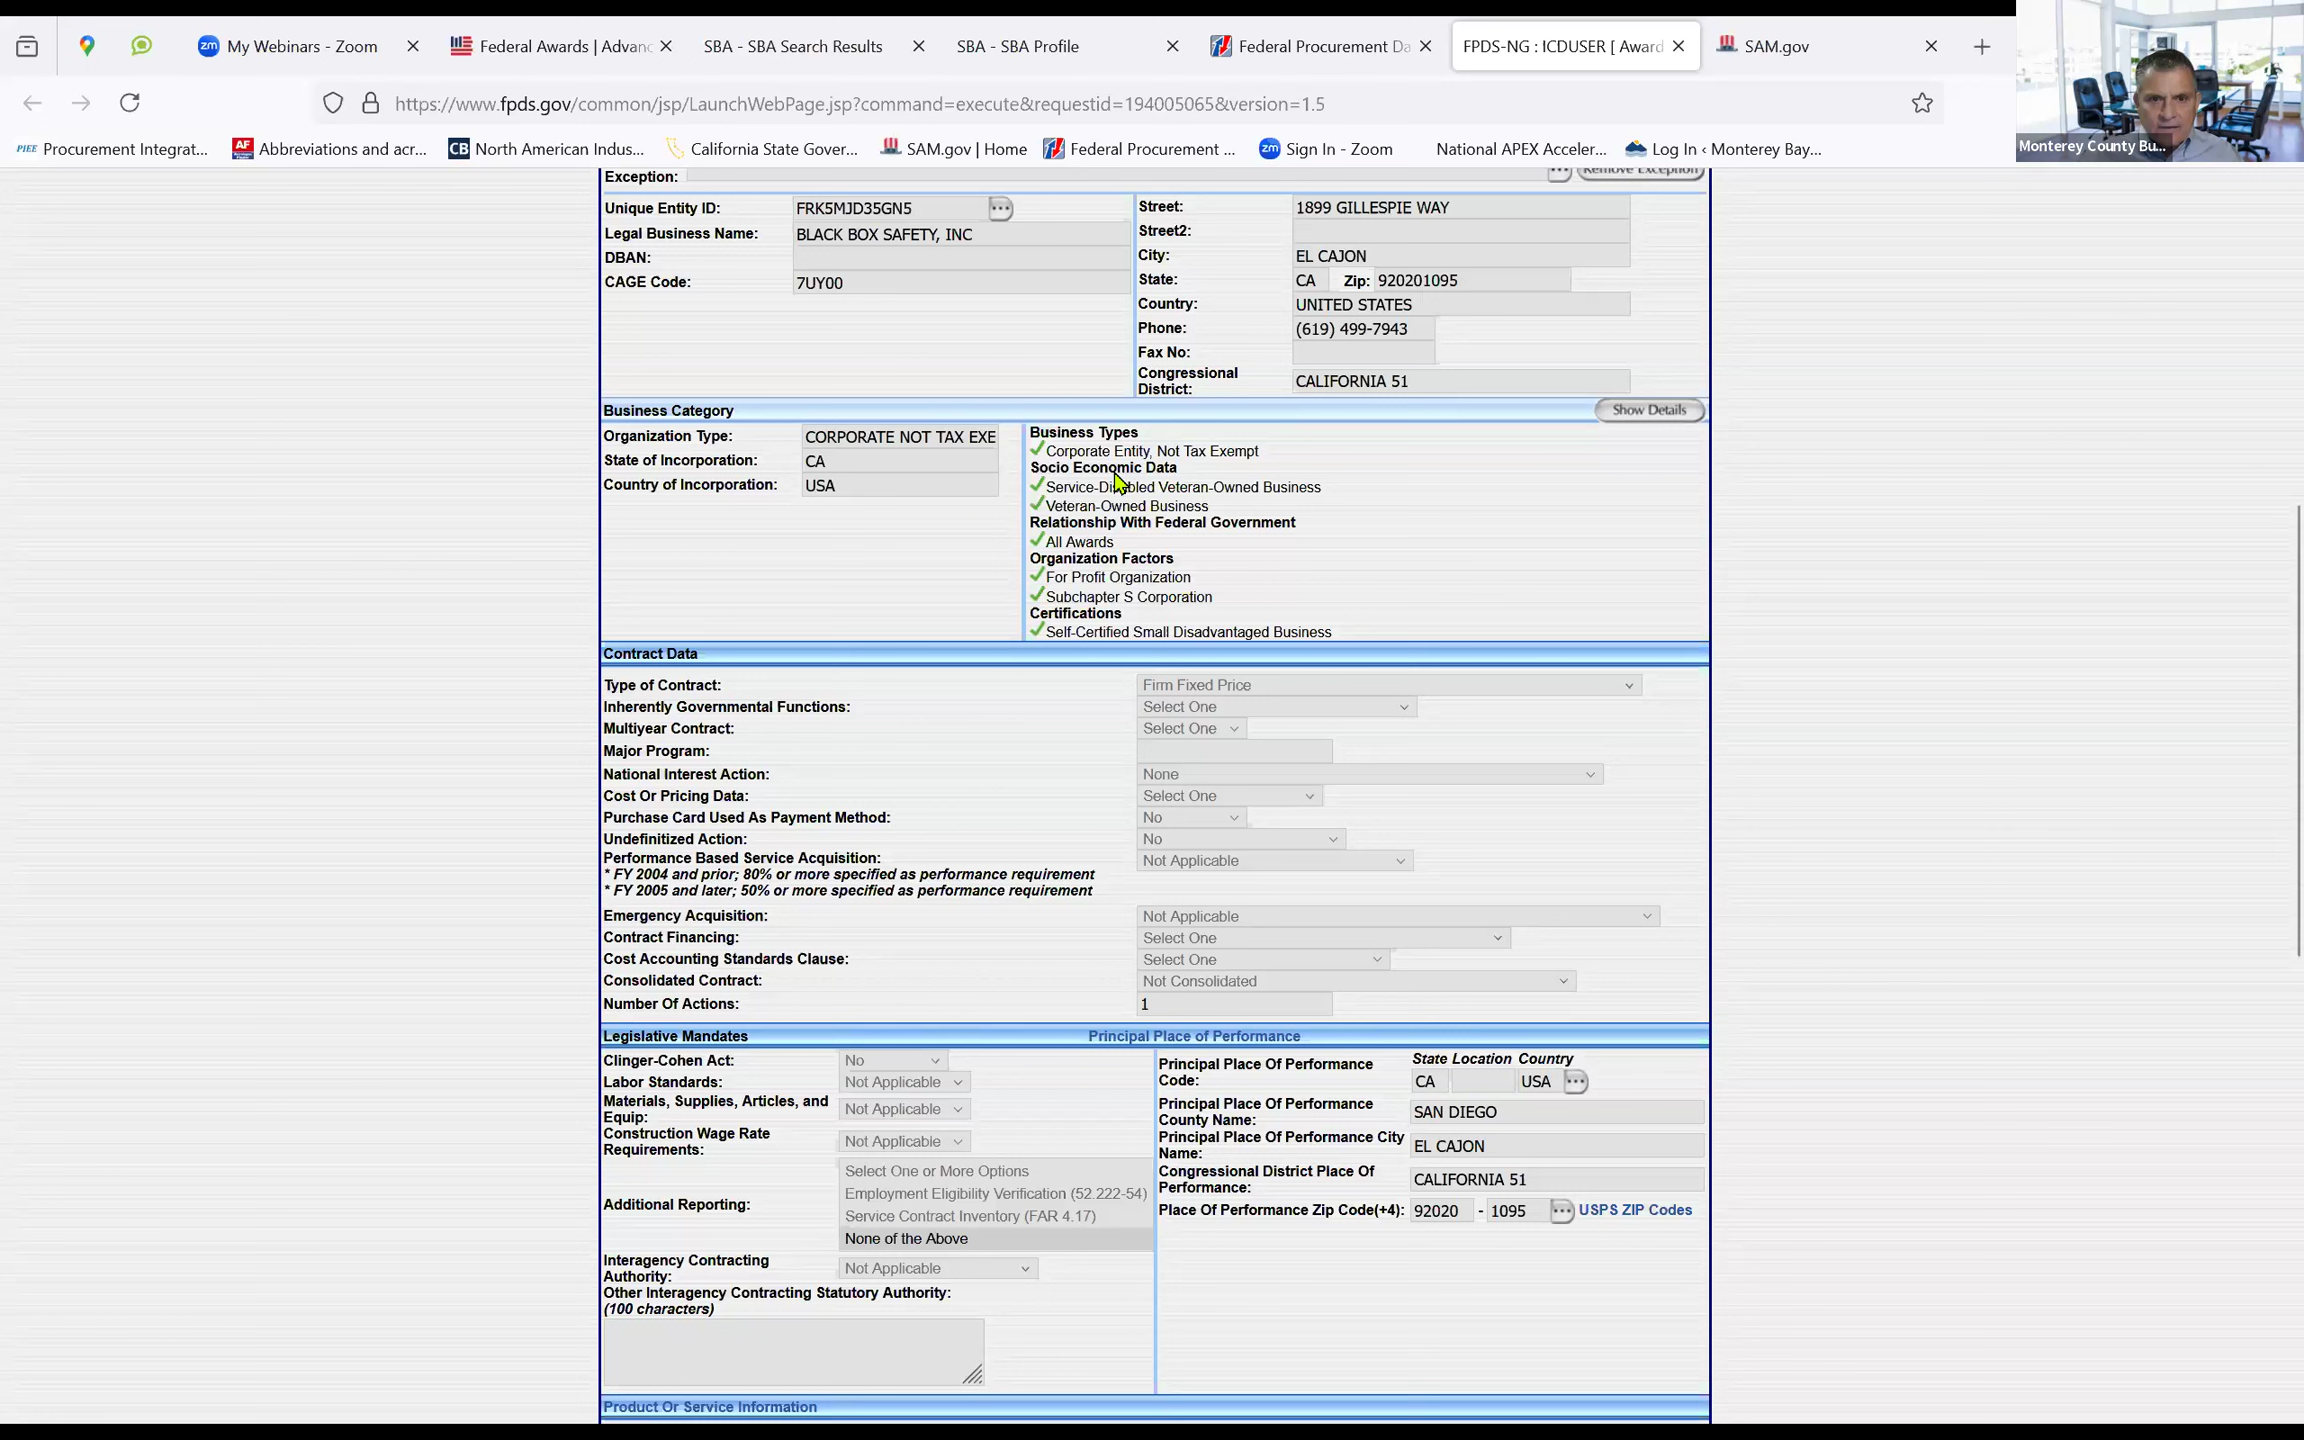 My Webinars - Zoom
Federal Awards | Advanc
SBA - SBA Search Results
SBA - SBA Profile
Federal Procurement Da
FPDS-NG : ICDUSER [ Award
SAM.gov
https://www.fpds.gov/common/jsp/LaunchWebPage.jsp?command=execute&requestid=194005065&version=1.5
Monterey County Bu...
PIEE Procurement Integrat...
AF Abbreviations and acr...
CB North American Indus...
California State Gover...
SAM.gov | Home
Federal Procurement ...
zm Sign In - Zoom
National APEX Acceler...
Log In ‹ Monterey Bay...
Exception:
Remove Exception
Unique Entity ID: FRK5MJD35GN5
Legal Business Name: BLACK BOX SAFETY, INC
DBAN:
CAGE Code: 7UY00
Street: 1899 GILLESPIE WAY
Street2:
City: EL CAJON
State: CA Zip: 920201095
Country: UNITED STATES
Phone: (619) 499-7943
Fax No:
Congressional
District: CALIFORNIA 51
Business Category
Show Details
Organization Type: CORPORATE NOT TAX EXE
State of Incorporation: CA
Country of Incorporation: USA
Business Types
Corporate Entity, Not Tax Exempt
Socio Economic Data
Service-Disabled Veteran-Owned Business
Veteran-Owned Business
Relationship With Federal Government
All Awards
Organization Factors
For Profit Organization
Subchapter S Corporation
Certifications
Self-Certified Small Disadvantaged Business
Contract Data
Type of Contract: Firm Fixed Price
Inherently Governmental Functions: Select One
Multiyear Contract: Select One
Major Program:
National Interest Action: None
Cost Or Pricing Data: Select One
Purchase Card Used As Payment Method: No
Undefinitized Action: No
Performance Based Service Acquisition: Not Applicable
* FY 2004 and prior; 80% or more specified as performance requirement
* FY 2005 and later; 50% or more specified as performance requirement
Emergency Acquisition: Not Applicable
Contract Financing: Select One
Cost Accounting Standards Clause: Select One
Consolidated Contract: Not Consolidated
Number Of Actions: 1
Legislative Mandates
Principal Place of Performance
Clinger-Cohen Act: No
Labor Standards: Not Applicable
Materials, Supplies, Articles, and
Equip: Not Applicable
Construction Wage Rate
Requirements: Not Applicable
Additional Reporting:
Select One or More Options
Employment Eligibility Verification (52.222-54)
Service Contract Inventory (FAR 4.17)
None of the Above
Interagency Contracting
Authority: Not Applicable
Other Interagency Contracting Statutory Authority:
(100 characters)
State Location Country
Principal Place Of Performance
Code: CA USA
Principal Place Of Performance
County Name: SAN DIEGO
Principal Place Of Performance City
Name: EL CAJON
Congressional District Place Of
Performance: CALIFORNIA 51
Place Of Performance Zip Code(+4): 92020 - 1095 USPS ZIP Codes
Product Or Service Information